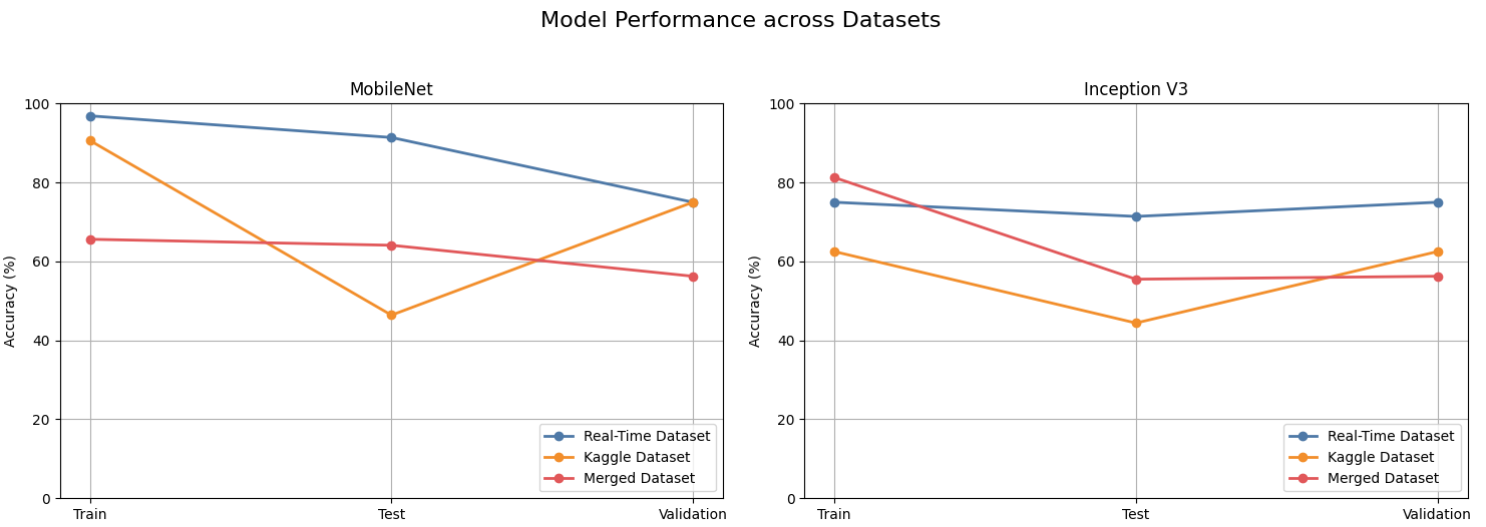 Model Performance across Datasets
MobileNet
100
80
60
40
20
0
Accuracy (%)
Train
Test
Validation
Real-Time Dataset
Kaggle Dataset
Merged Dataset
Inception V3
100
80
60
40
20
0
Accuracy (%)
Train
Test
Validation
Real-Time Dataset
Kaggle Dataset
Merged Dataset